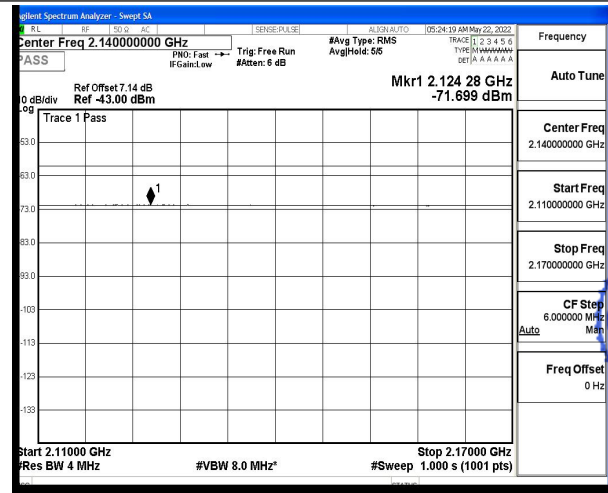 Agilent Spectrum Analyzer - Swept SA
RL RF 50 Ω AC SENSE:PULSE ALIGN AUTO 05:24:19 AM May 22, 2022
Center Freq 2.140000000 GHz
PASS
PNO: Fast
IFGain:Low
Trig: Free Run
#Atten: 6 dB
#Avg Type: RMS
Avg|Hold: 5/5
TRACE 1 2 3 4 5 6
TYPE M W W W W W
DET A A A A A A
Frequency
Auto Tune
Mkr1 2.124 28 GHz
-71.699 dBm
Ref Offset 7.14 dB
10 dB/div Ref -43.00 dBm
Log
Trace 1 Pass
-53.0
-63.0
-73.0
-83.0
-93.0
-103
-113
-123
-133
1
Center Freq
2.140000000 GHz
Start Freq
2.110000000 GHz
Stop Freq
2.170000000 GHz
CF Step
6.000000 MHz
Auto Man
Freq Offset
0 Hz
Start 2.11000 GHz Stop 2.17000 GHz
#Res BW 4 MHz #VBW 8.0 MHz* #Sweep 1.000 s (1001 pts)